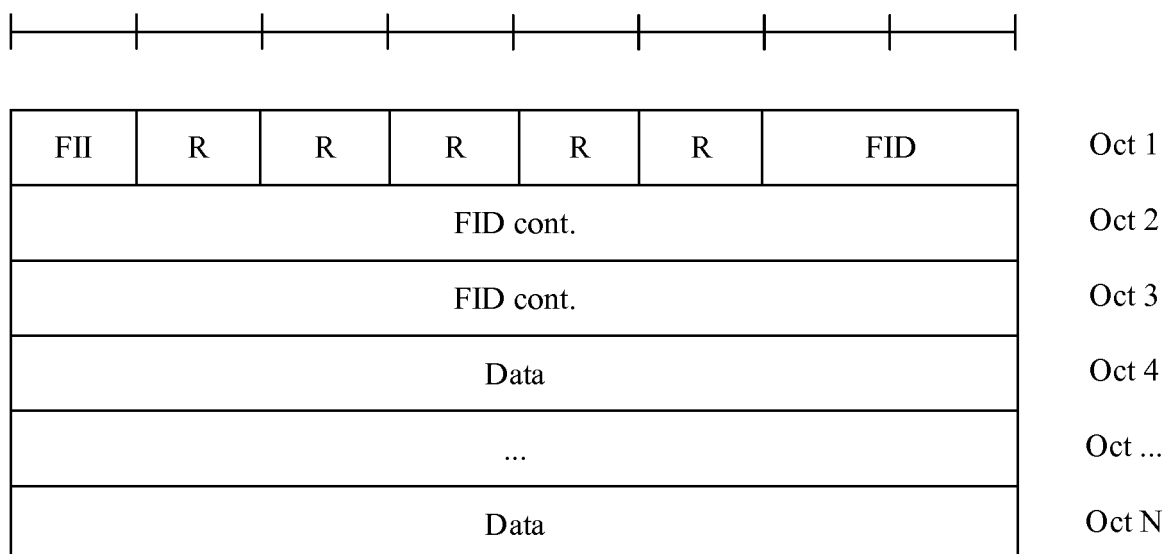 FII R R R R R FID Oct 1
FID cont. Oct 2
FID cont. Oct 3
Data Oct 4
... Oct ...
Data Oct N